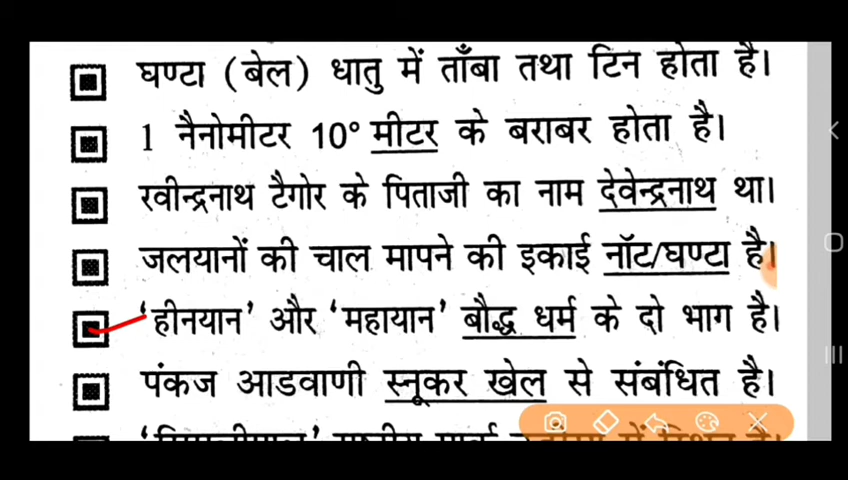 घण्टा (बेल) धातु में ताँबा तथा टिन होता है।
1 नैनोमीटर 10° मीटर के बराबर होता है।
रवीन्द्रनाथ टैगोर के पिताजी का नाम देवेन्द्रनाथ था।
जलयानों की चाल मापने की इकाई नॉट/घण्टा है।
‘हीनयान’ और ‘महायान’ बौद्ध धर्म के दो भाग है।
पंकज आडवाणी स्नूकर खेल से संबंधित है।